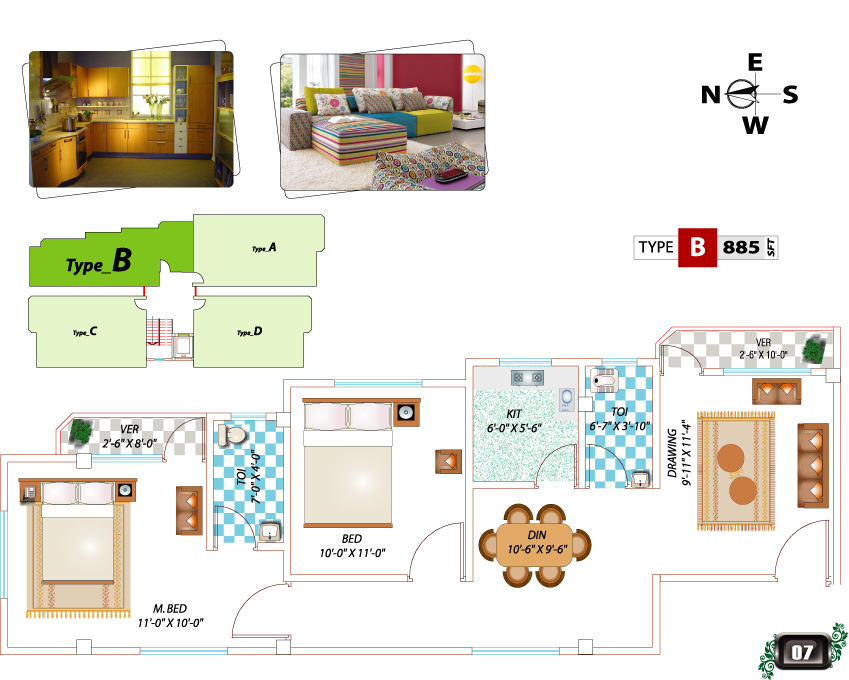 E
N S
W
TYPE B 885 SFT
Type_B
Type_A
Type_C
Type_D
VER
2'-6" X 10'-0"
KIT
6'-0" X 5'-6"
TOI
6'-7" X 3'-10"
DRAWING
9'-11" X 11'-4"
VER
2'-6" X 8'-0"
TOI
7'-0" X 4'-0"
BED
10'-0" X 11'-0"
DIN
10'-6" X 9'-6"
M.BED
11'-0" X 10'-0"
07